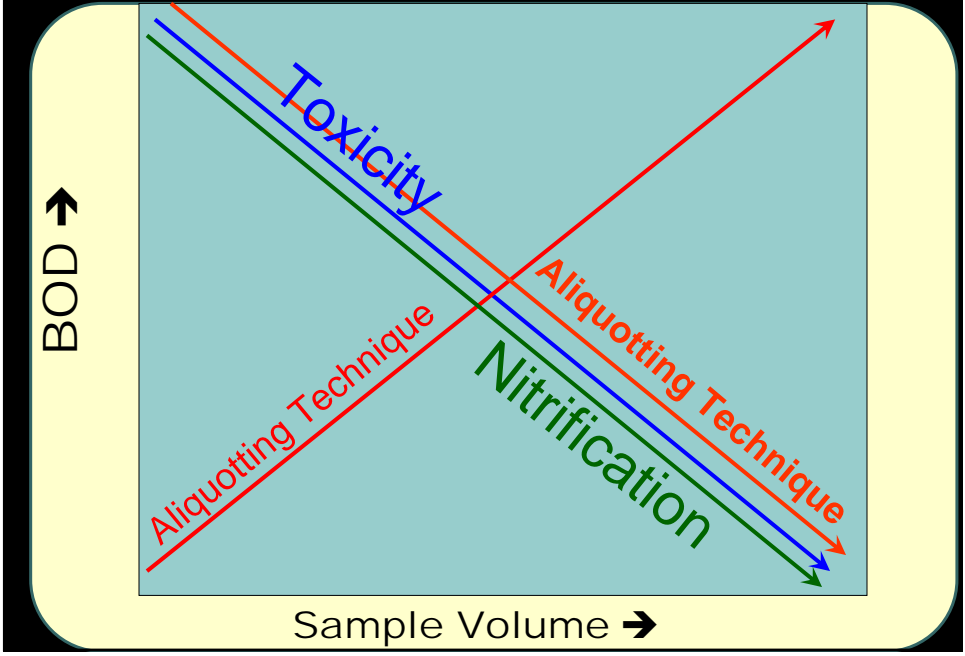 Toxicity
Aliquotting Technique
Aliquotting Technique
Nitrification
BOD →
Sample Volume →